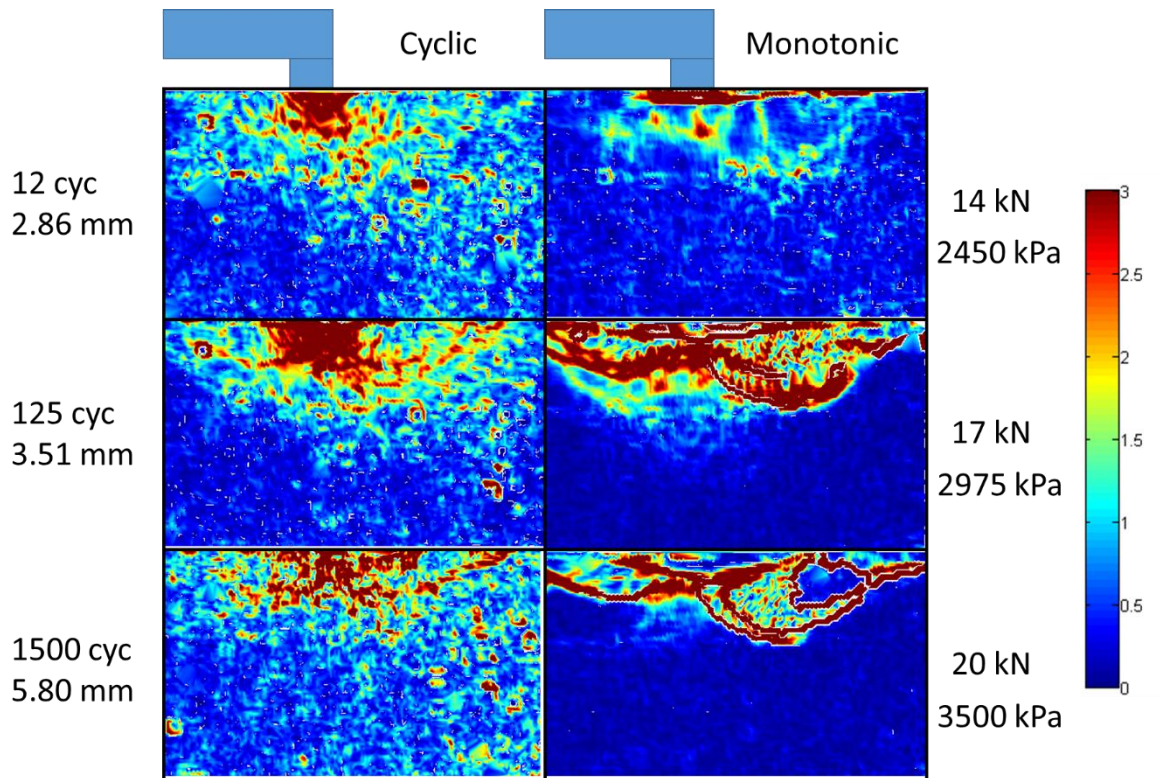 Cyclic
Monotonic
12 cyc
2.86 mm
14 kN
2450 kPa
125 cyc
3.51 mm
17 kN
2975 kPa
1500 cyc
5.80 mm
20 kN
3500 kPa
3
2.5
2
1.5
1
0.5
0